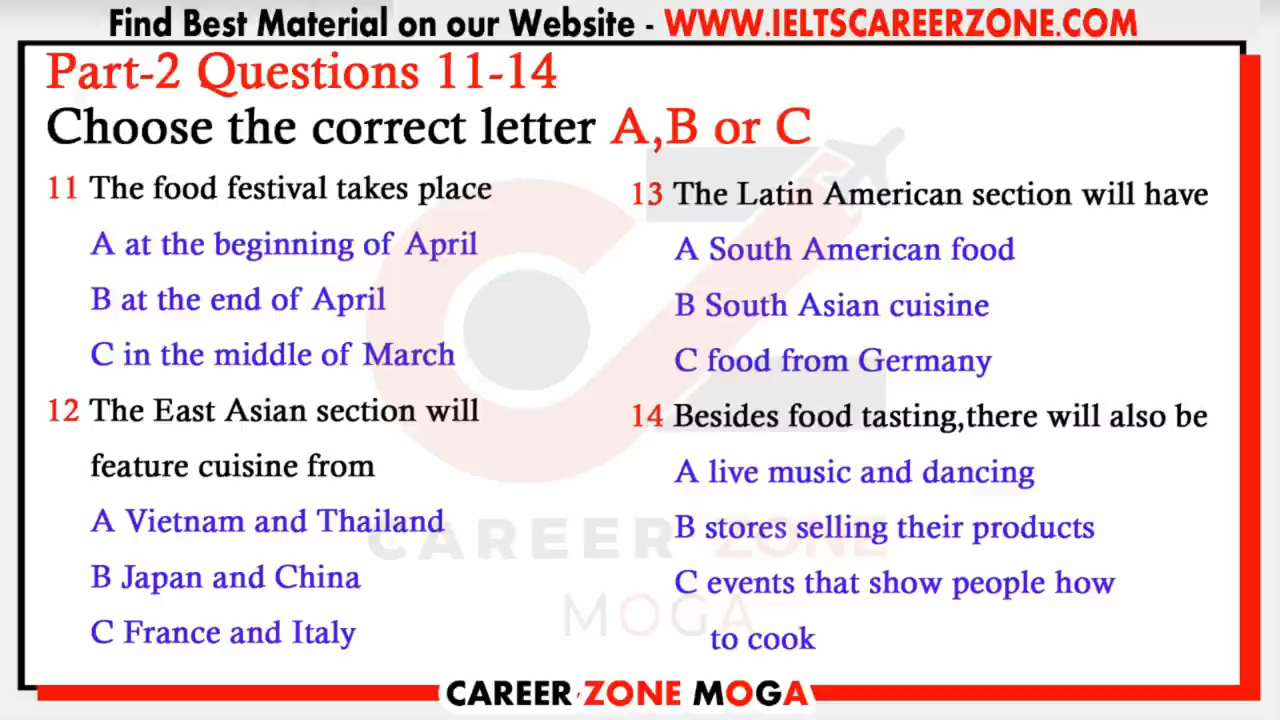 Find Best Material on our Website - WWW.IELTSCAREERZONE.COM
Part-2 Questions 11-14
Choose the correct letter A,B or C
11 The food festival takes place
A at the beginning of April
B at the end of April
C in the middle of March
12 The East Asian section will
feature cuisine from
A Vietnam and Thailand
B Japan and China
C France and Italy
13 The Latin American section will have
A South American food
B South Asian cuisine
C food from Germany
14 Besides food tasting,there will also be
A live music and dancing
B stores selling their products
C events that show people how
to cook
CAREER ZONE
MOGA
CAREER ZONE MOGA